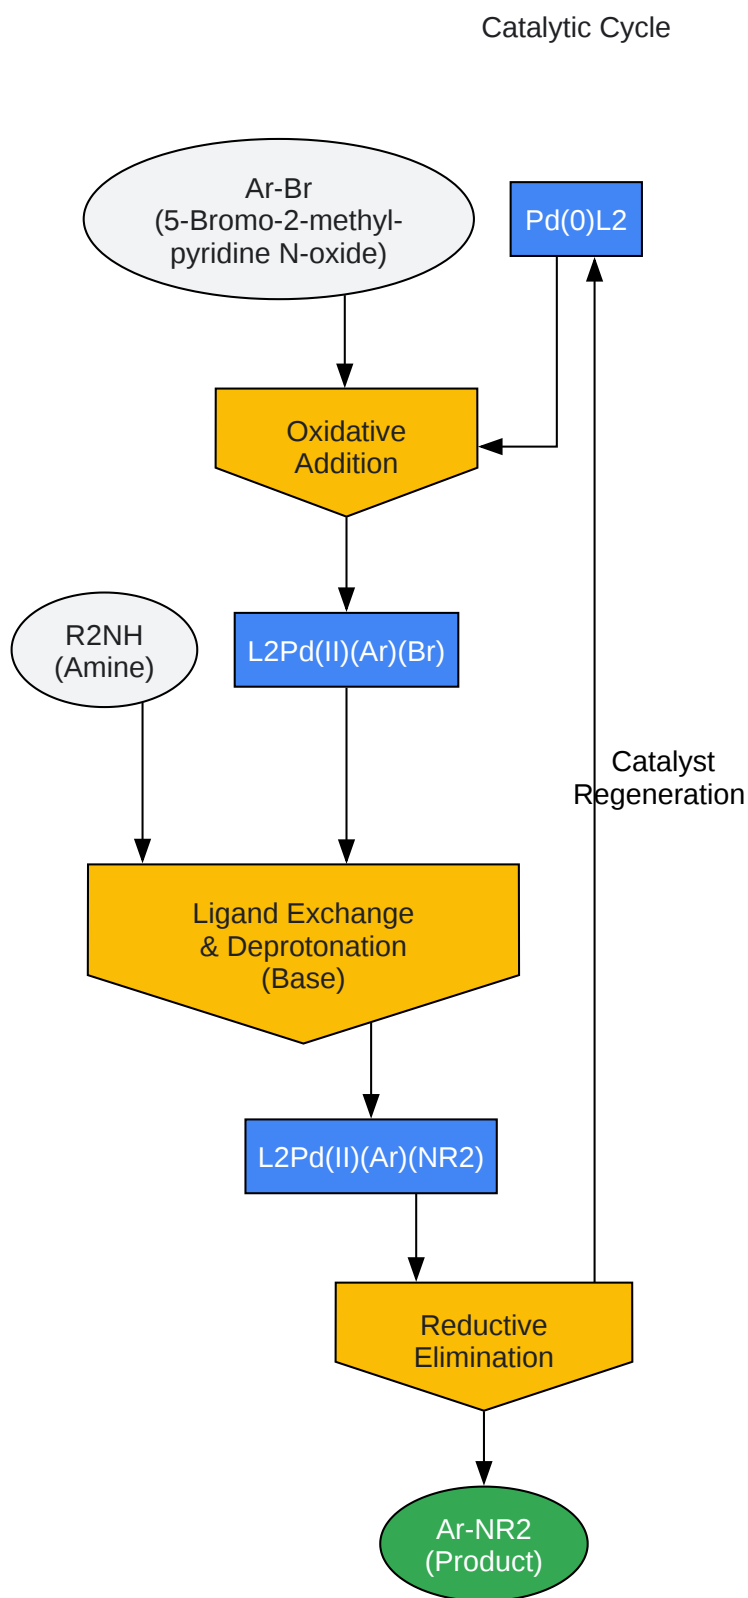 Catalytic Cycle
Ar-Br
(5-Bromo-2-methyl-
pyridine N-oxide)
Pd(0)L2
Oxidative
Addition
R2NH
(Amine)
L2Pd(II)(Ar)(Br)
Catalyst
Regeneration
Ligand Exchange
& Deprotonation
(Base)
L2Pd(II)(Ar)(NR2)
Reductive
Elimination
Ar-NR2
(Product)